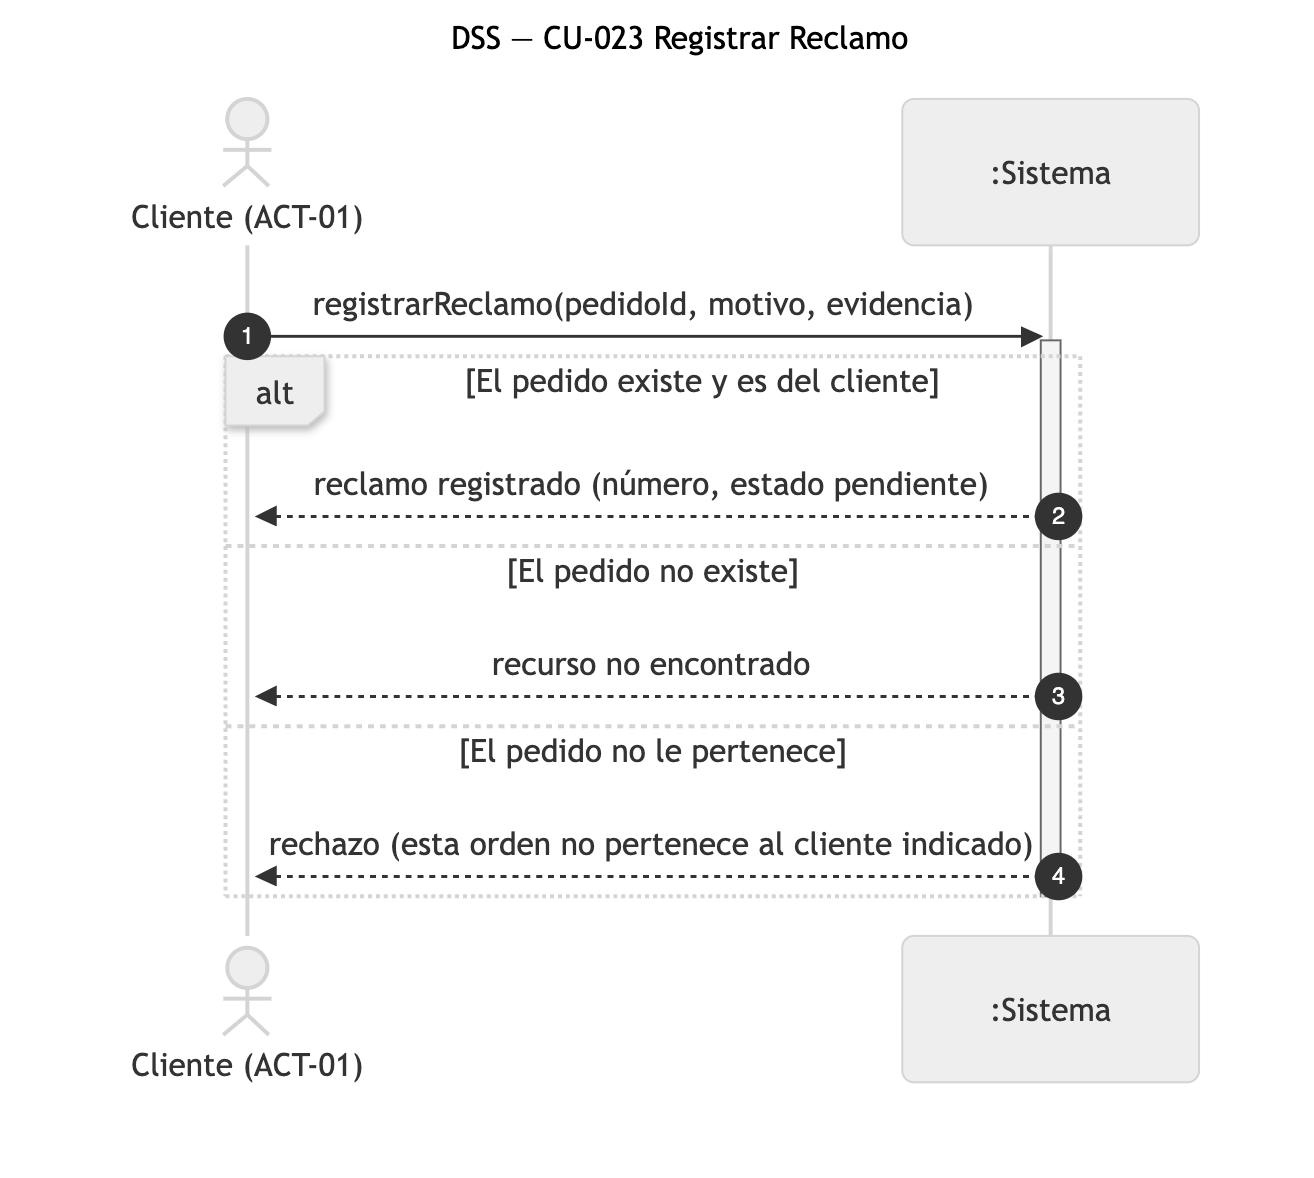 DSS — CU-023 Registrar Reclamo
Cliente (ACT-01)
:Sistema
registrarReclamo(pedidoId, motivo, evidencia)
1
alt
[El pedido existe y es del cliente]
reclamo registrado (número, estado pendiente)
2
[El pedido no existe]
recurso no encontrado
3
[El pedido no le pertenece]
rechazo (esta orden no pertenece al cliente indicado)
4
Cliente (ACT-01)
:Sistema